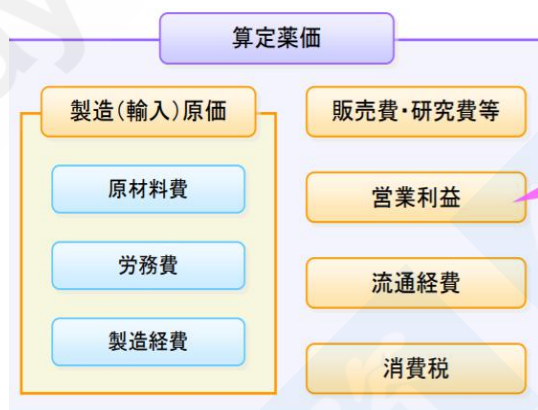 算定薬価
製造(輸入)原価
原材料費
労務費
製造経費
販売費・研究費等
営業利益
流通経費
消費税